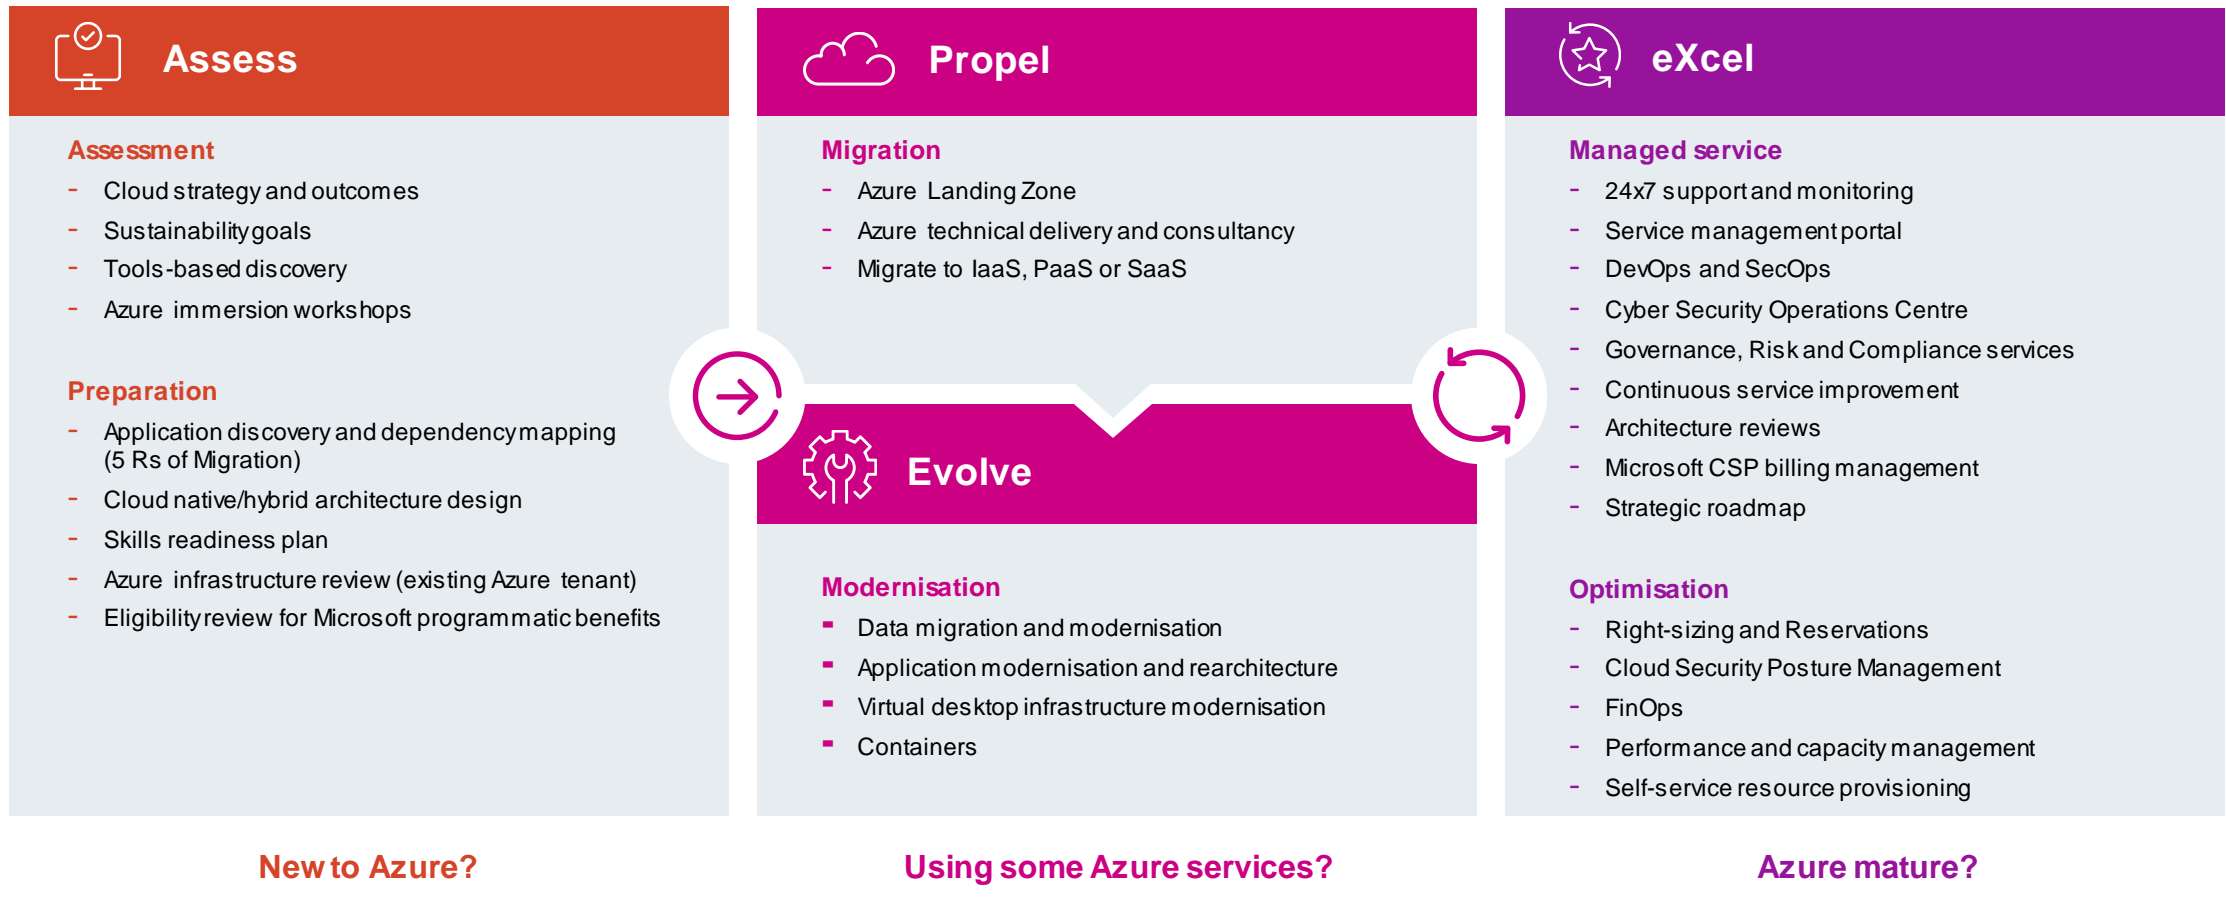 Assess
Assessment
- Cloud strategy and outcomes
- Sustainability goals
- Tools-based discovery
- Azure immersion workshops
Preparation
- Application discovery and dependency mapping
(5 Rs of Migration)
- Cloud native/hybrid architecture design
- Skills readiness plan
- Azure infrastructure review (existing Azure tenant)
- Eligibility review for Microsoft programmatic benefits
New to Azure?
Propel
Migration
- Azure Landing Zone
- Azure technical delivery and consultancy
- Migrate to IaaS, PaaS or SaaS
Evolve
Modernisation
- Data migration and modernisation
- Application modernisation and rearchitecture
- Virtual desktop infrastructure modernisation
- Containers
Using some Azure services?
eXcel
Managed service
- 24x7 support and monitoring
- Service management portal
- DevOps and SecOps
- Cyber Security Operations Centre
- Governance, Risk and Compliance services
- Continuous service improvement
- Architecture reviews
- Microsoft CSP billing management
- Strategic roadmap
Optimisation
- Right-sizing and Reservations
- Cloud Security Posture Management
- FinOps
- Performance and capacity management
- Self-service resource provisioning
Azure mature?